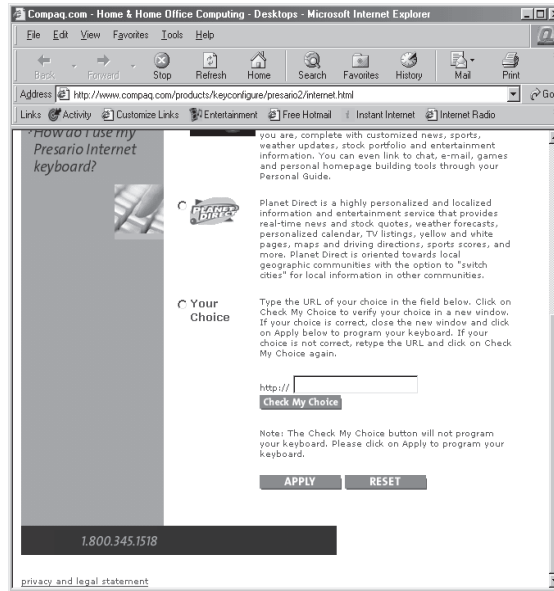 Compaq.com - Home & Home Office Computing - Desktops - Microsoft Internet Explorer
File Edit View Favorites Tools Help
Back Forward Stop Refresh Home Search Favorites History Mail Print
Address http://www.compaq.com/products/keyconfigure/presario2/internet.html Go
Links Activity Customize Links Entertainment Free Hotmail Instant Internet Internet Radio
How do I use my
Presario Internet
keyboard?
you are, complete with customized news, sports,
weather updates, stock portfolio and entertainment
information. You can even link to chat, e-mail, games
and personal homepage building tools through your
Personal Guide.
PLANET
DIRECT
Planet Direct is a highly personalized and localized
information and entertainment service that provides
real-time news and stock quotes, weather forecasts,
personalized calendar, TV listings, yellow and white
pages, maps and driving directions, sports scores, and
more. Planet Direct is oriented towards local
geographic communities with the option to "switch
cities" for local information in other communities.
Your
Choice
Type the URL of your choice in the field below. Click on
Check My Choice to verify your choice in a new window.
If your choice is correct, close the new window and click
on Apply below to program your keyboard. If your
choice is not correct, retype the URL and click on Check
My Choice again.
http://
Check My Choice
Note: The Check My Choice button will not program
your keyboard. Please click on Apply to program your
keyboard.
APPLY RESET
1.800.345.1518
privacy and legal statement